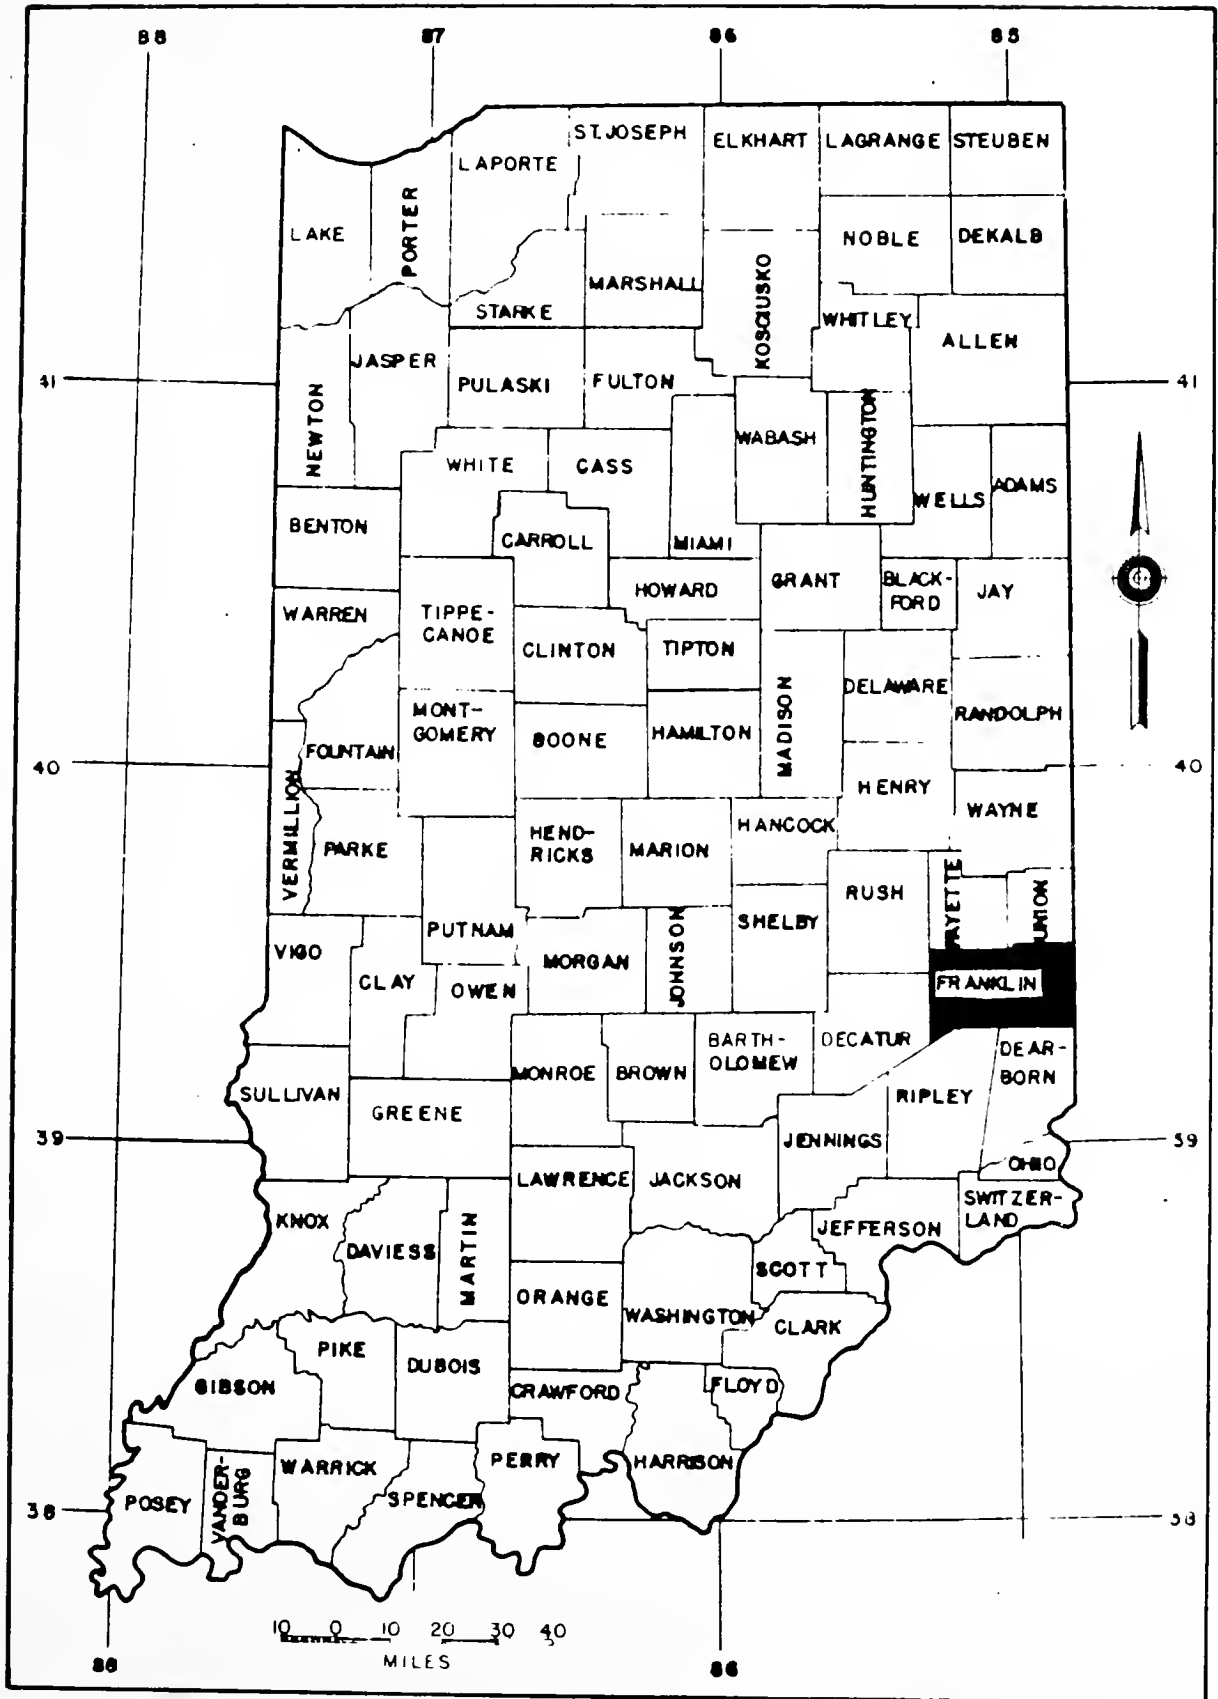 88 87 86 85
ST. JOSEPH
ELKHART
LAGRANGE
STEUBEN
LAPORTE
LAKE
PORTER
NOBLE
DEKALB
MARSHALL
KOSCIUSKO
STARKE
WHITLEY
ALLEN
JASPER
41
PULASKI
FULTON
41
NEWTON
WABASH
HUNTINGTON
WHITE
CASS
WELLS
ADAMS
BENTON
CARROLL
MIAMI
GRANT
BLACK-
FORD
JAY
HOWARD
WARREN
TIPPE-
CANOE
CLINTON
TIPTON
DELAWARE
MADISON
RANDOLPH
MONT-
GOMERY
BOONE
HAMILTON
FOUNTAIN
40
40
VERMILLION
HENRY
WAYNE
HANCOCK
HEND-
RICKS
MARION
PARKE
RUSH
FAYETTE
UNION
PUTNAM
SHELBY
VIGO
MORGAN
JOHNSON
CLAY
OWEN
FRANKLIN
BARTH-
OLOMEW
DECATUR
DEAR-
BORN
MONROE
BROWN
SULLIVAN
RIPLEY
GREENE
39
39
JENNINGS
OHIO
LAWRENCE
JACKSON
SWITZER-
LAND
KNOX
JEFFERSON
DAVIESS
MARTIN
SCOTT
ORANGE
WASHINGTON
CLARK
PIKE
DUBOIS
GIBSON
CRAWFORD
FLOYD
PERRY
HARRISON
WARRICK
SPENCER
POSEY
VANDER-
BURG
38
38
10 0 10 20 30 40
MILES
88
86